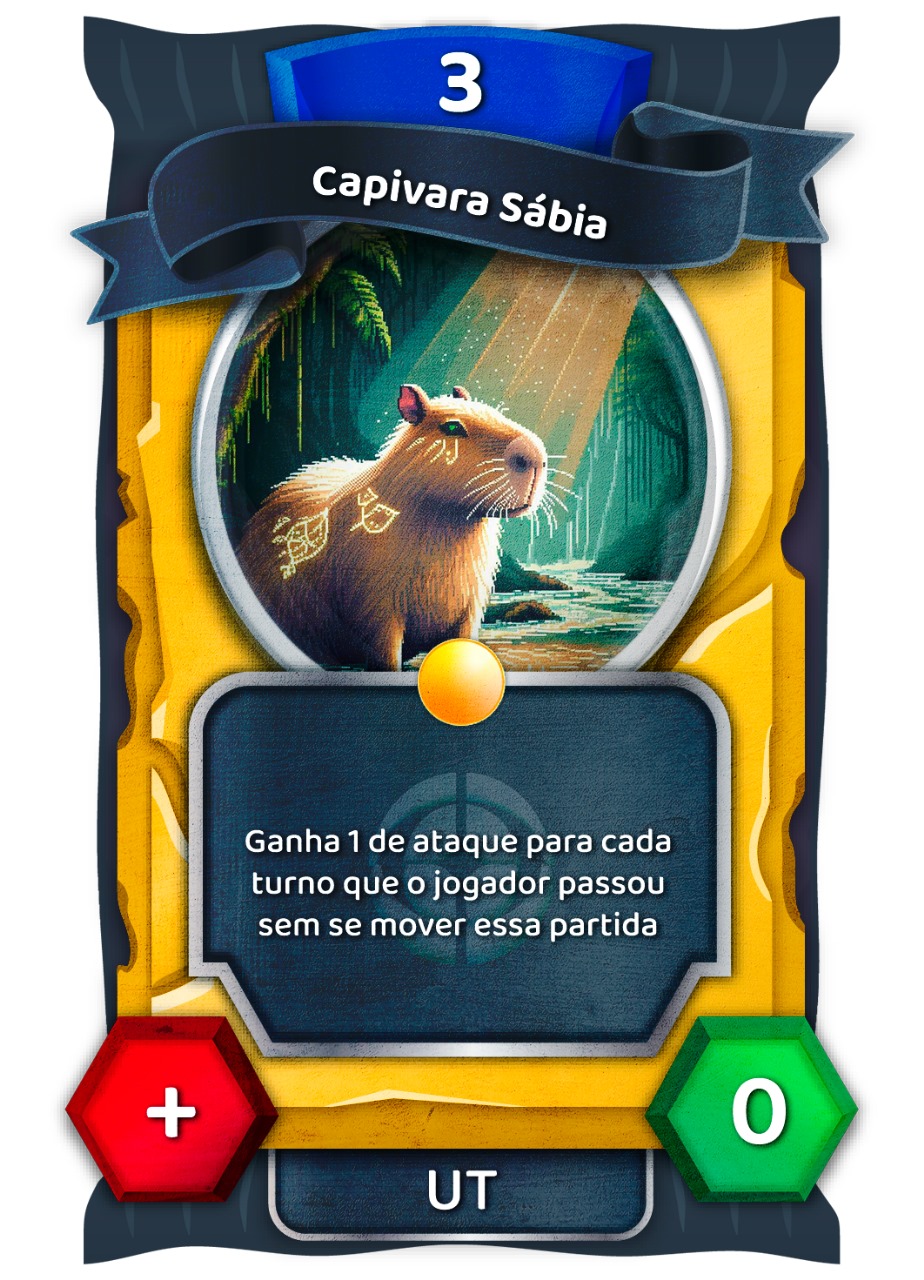 3
Capivara Sábia
Ganha 1 de ataque para cada
turno que o jogador passou
sem se mover essa partida
+
0
UT